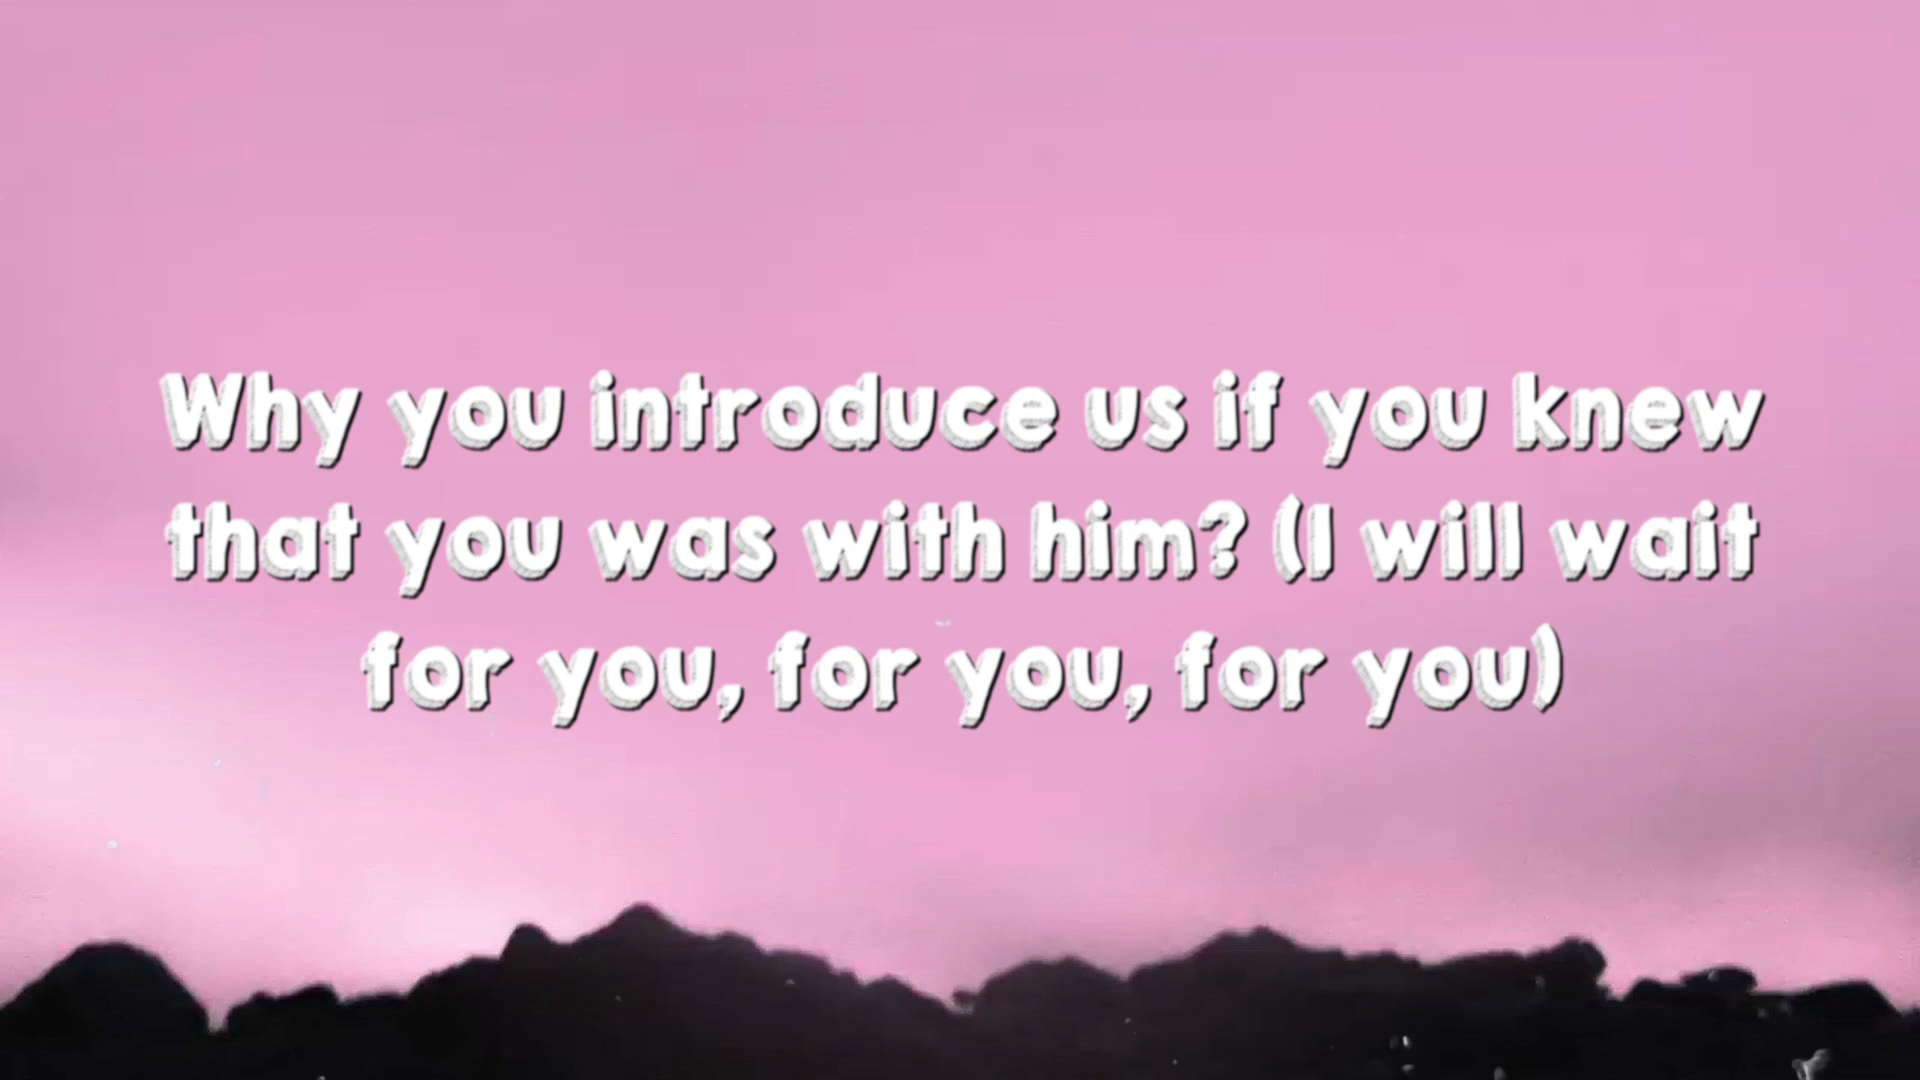 Why you introduce us if you knew
that you was with him? (I will wait
for you, for you, for you)